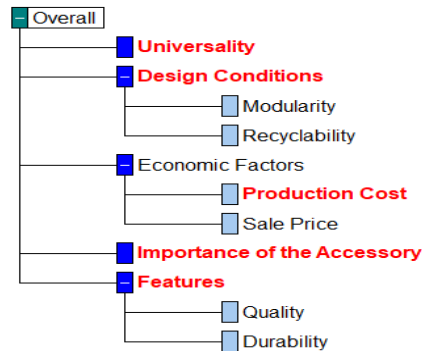 Overall
Universality
Design Conditions
Modularity
Recyclability
Economic Factors
Production Cost
Sale Price
Importance of the Accessory
Features
Quality
Durability